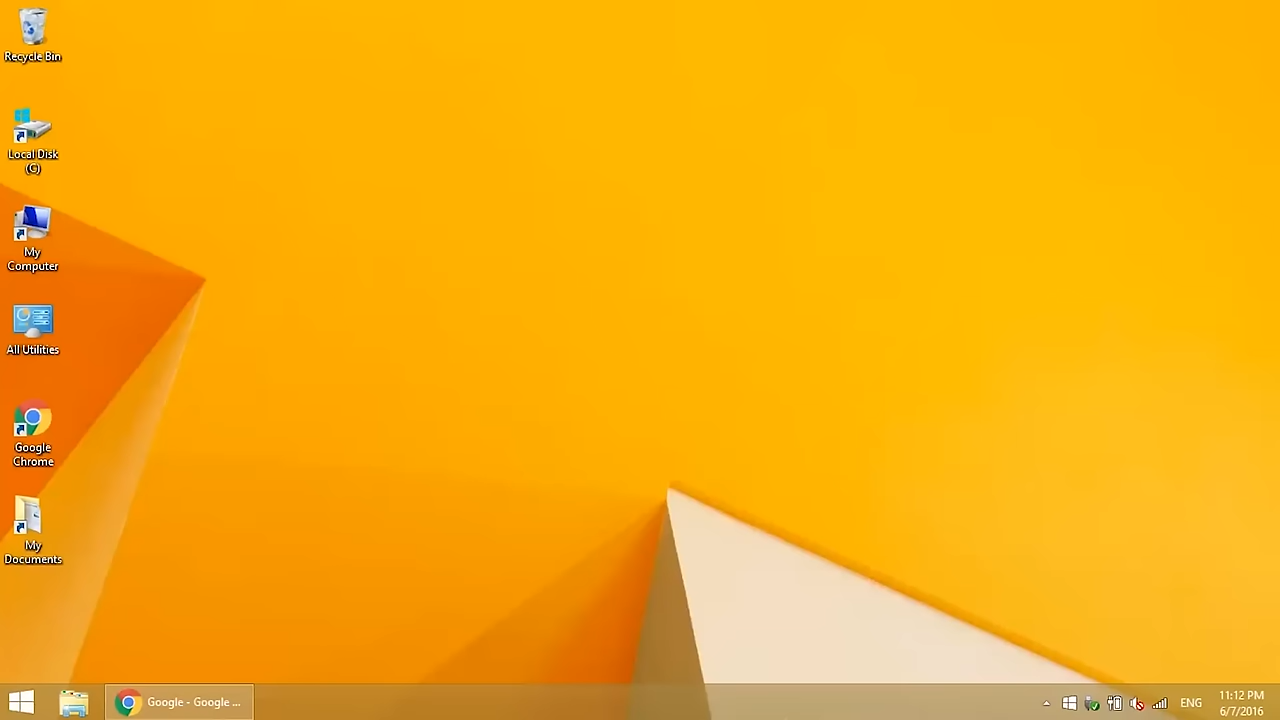 Recycle Bin
Local Disk
(C)
My
Computer
All Utilities
Google
Chrome
My
Documents
Google - Google ...
ENG
11:12 PM
6/7/2016